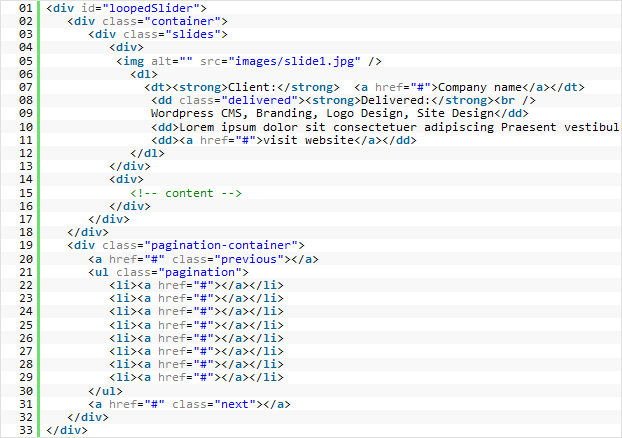 01 <div id="loopedSlider">
02 <div class="container">
03 <div class="slides">
04 <div>
05 <img alt="" src="images/slide1.jpg" />
06 <dl>
07 <dt><strong>Client:</strong> <a href="#">Company name</a></dt>
08 <dd class="delivered"><strong>Delivered:</strong><br />
09 Wordpress CMS, Branding, Logo Design, Site Design</dd>
10 <dd>Lorem ipsum dolor sit consectetuer adipiscing Praesent vestibul
11 <dd><a href="#">visit website</a></dd>
12 </dl>
13 </div>
14 <div>
15 <!-- content -->
16 </div>
17 </div>
18 </div>
19 <div class="pagination-container">
20 <a href="#" class="previous"></a>
21 <ul class="pagination">
22 <li><a href="#"></a></li>
23 <li><a href="#"></a></li>
24 <li><a href="#"></a></li>
25 <li><a href="#"></a></li>
26 <li><a href="#"></a></li>
27 <li><a href="#"></a></li>
28 <li><a href="#"></a></li>
29 <li><a href="#"></a></li>
30 </ul>
31 <a href="#" class="next"></a>
32 </div>
33 </div>